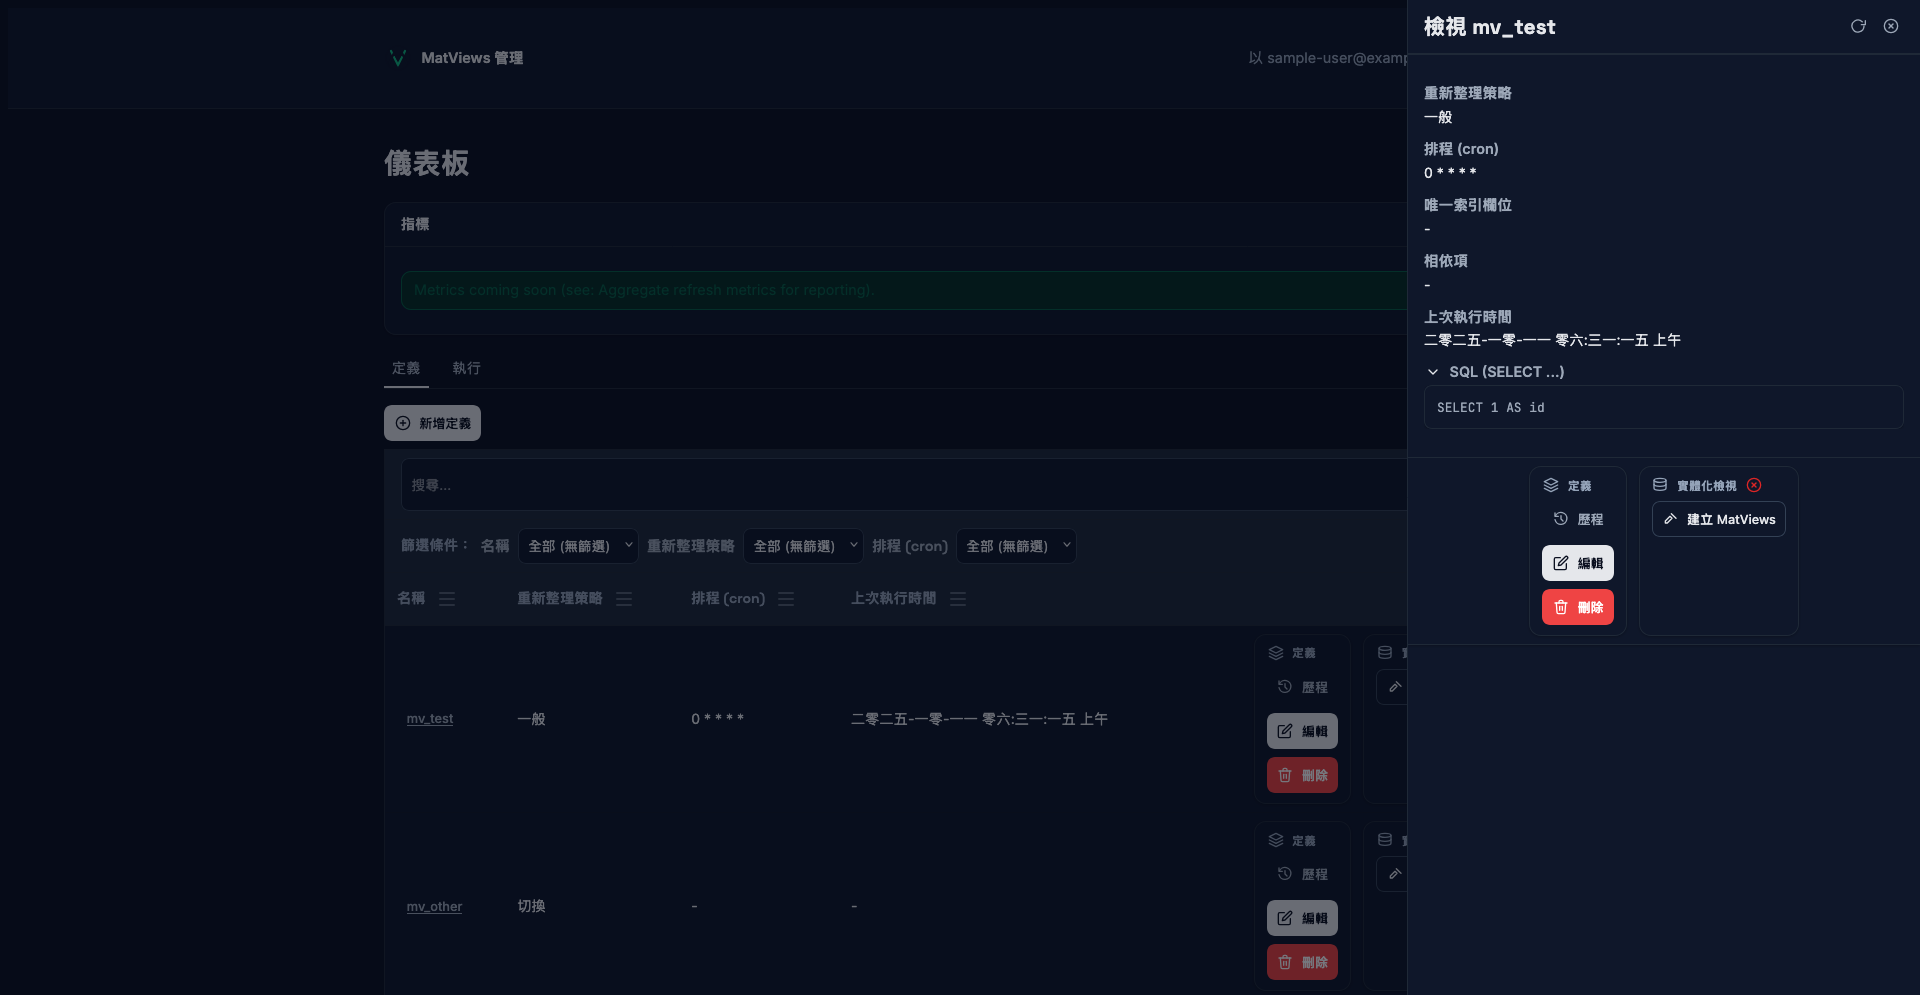 MatViews 管理
以 sample-user@examp
儀表板
指標
Metrics coming soon (see: Aggregate refresh metrics for reporting).
定義 執行
新增定義
搜尋...
篩選條件： 名稱 全部 (無篩選) 重新整理策略 全部 (無篩選) 排程 (cron) 全部 (無篩選)
名稱 重新整理策略 排程 (cron) 上次執行時間
mv_test 一般 0 * * * * 二零二五-一零-一一 零六:三一:一五 上午
定義
歷程
編輯
刪除
mv_other 切換 - -
定義
歷程
編輯
刪除
檢視 mv_test
重新整理策略
一般
排程 (cron)
0 * * * *
唯一索引欄位
-
相依項
-
上次執行時間
二零二五-一零-一一 零六:三一:一五 上午
SQL (SELECT ...)
SELECT 1 AS id
定義
歷程
編輯
刪除
實體化檢視
建立 MatViews